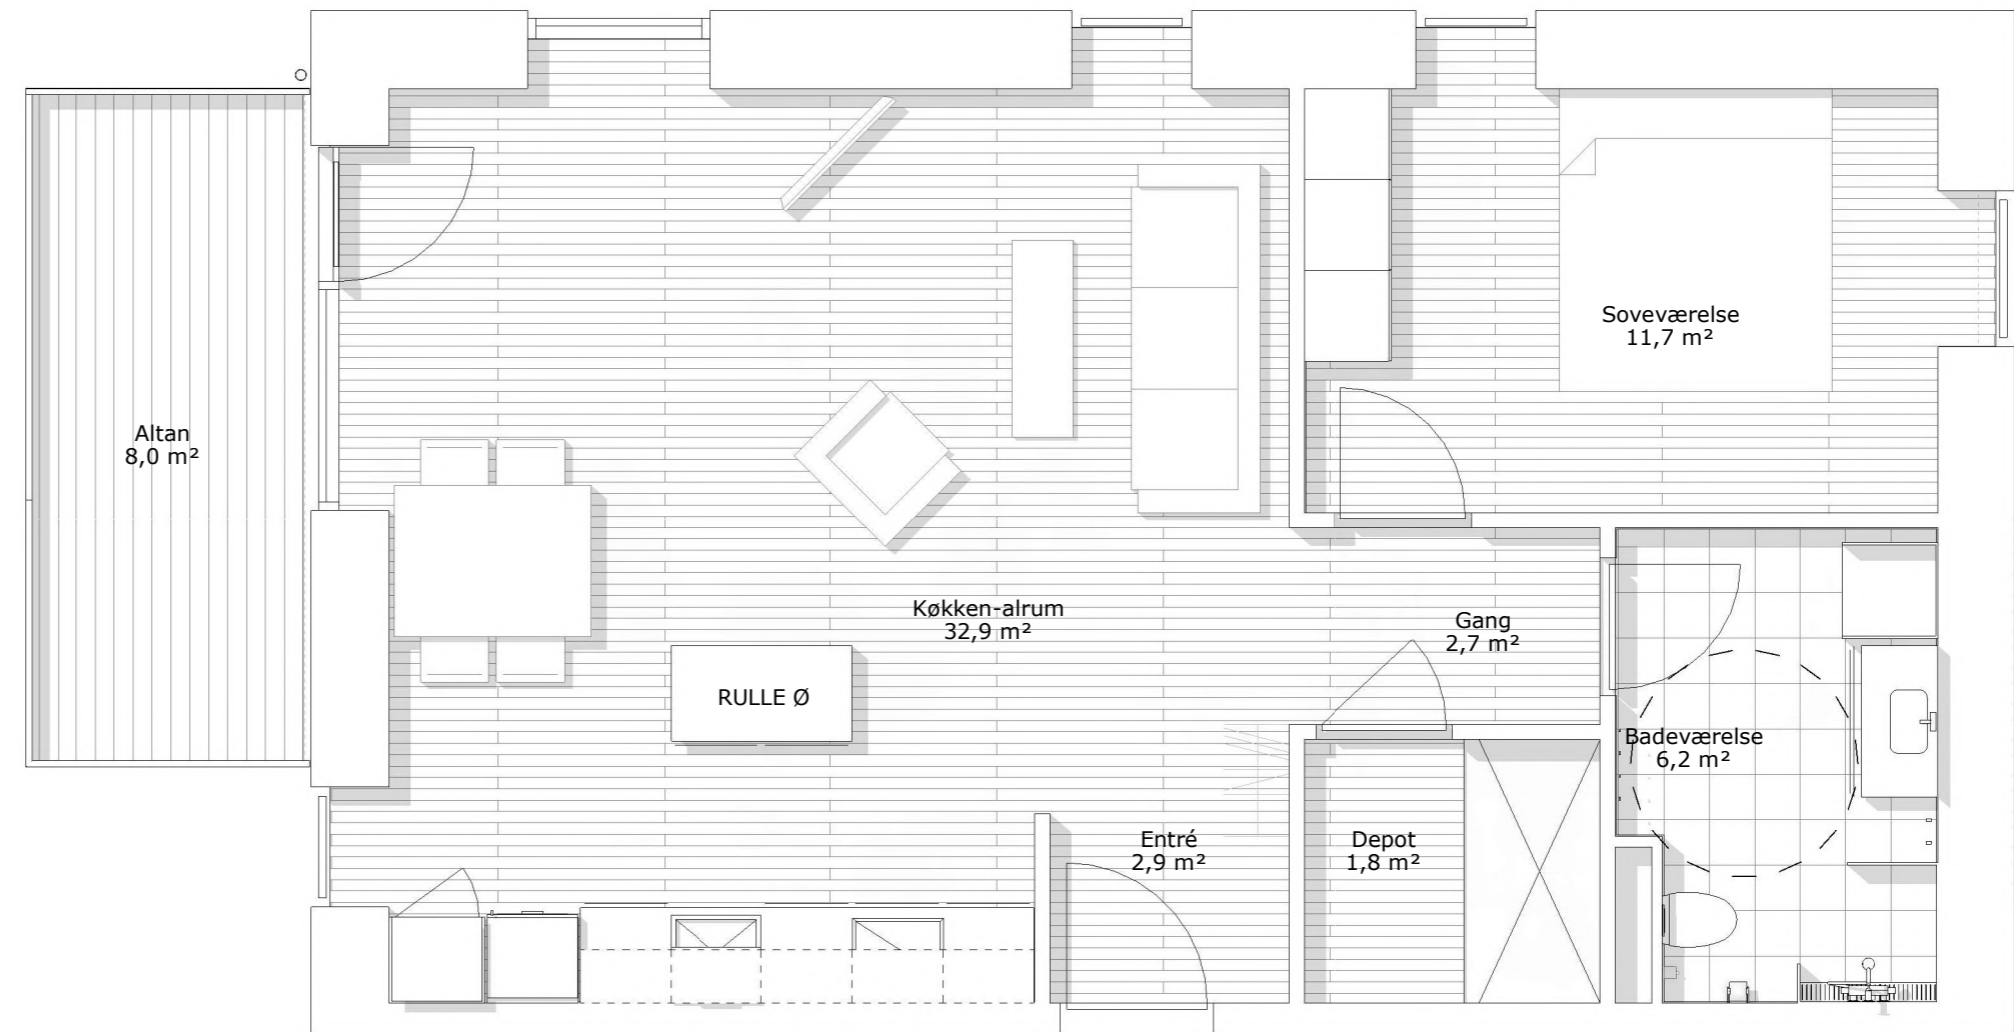 Soveværelse
11,7 m²
Altan
8,0 m²
Køkken-alrum
32,9 m²
Gang
2,7 m²
RULLE Ø
Badeværelse
6,2 m²
Entré
2,9 m²
Depot
1,8 m²